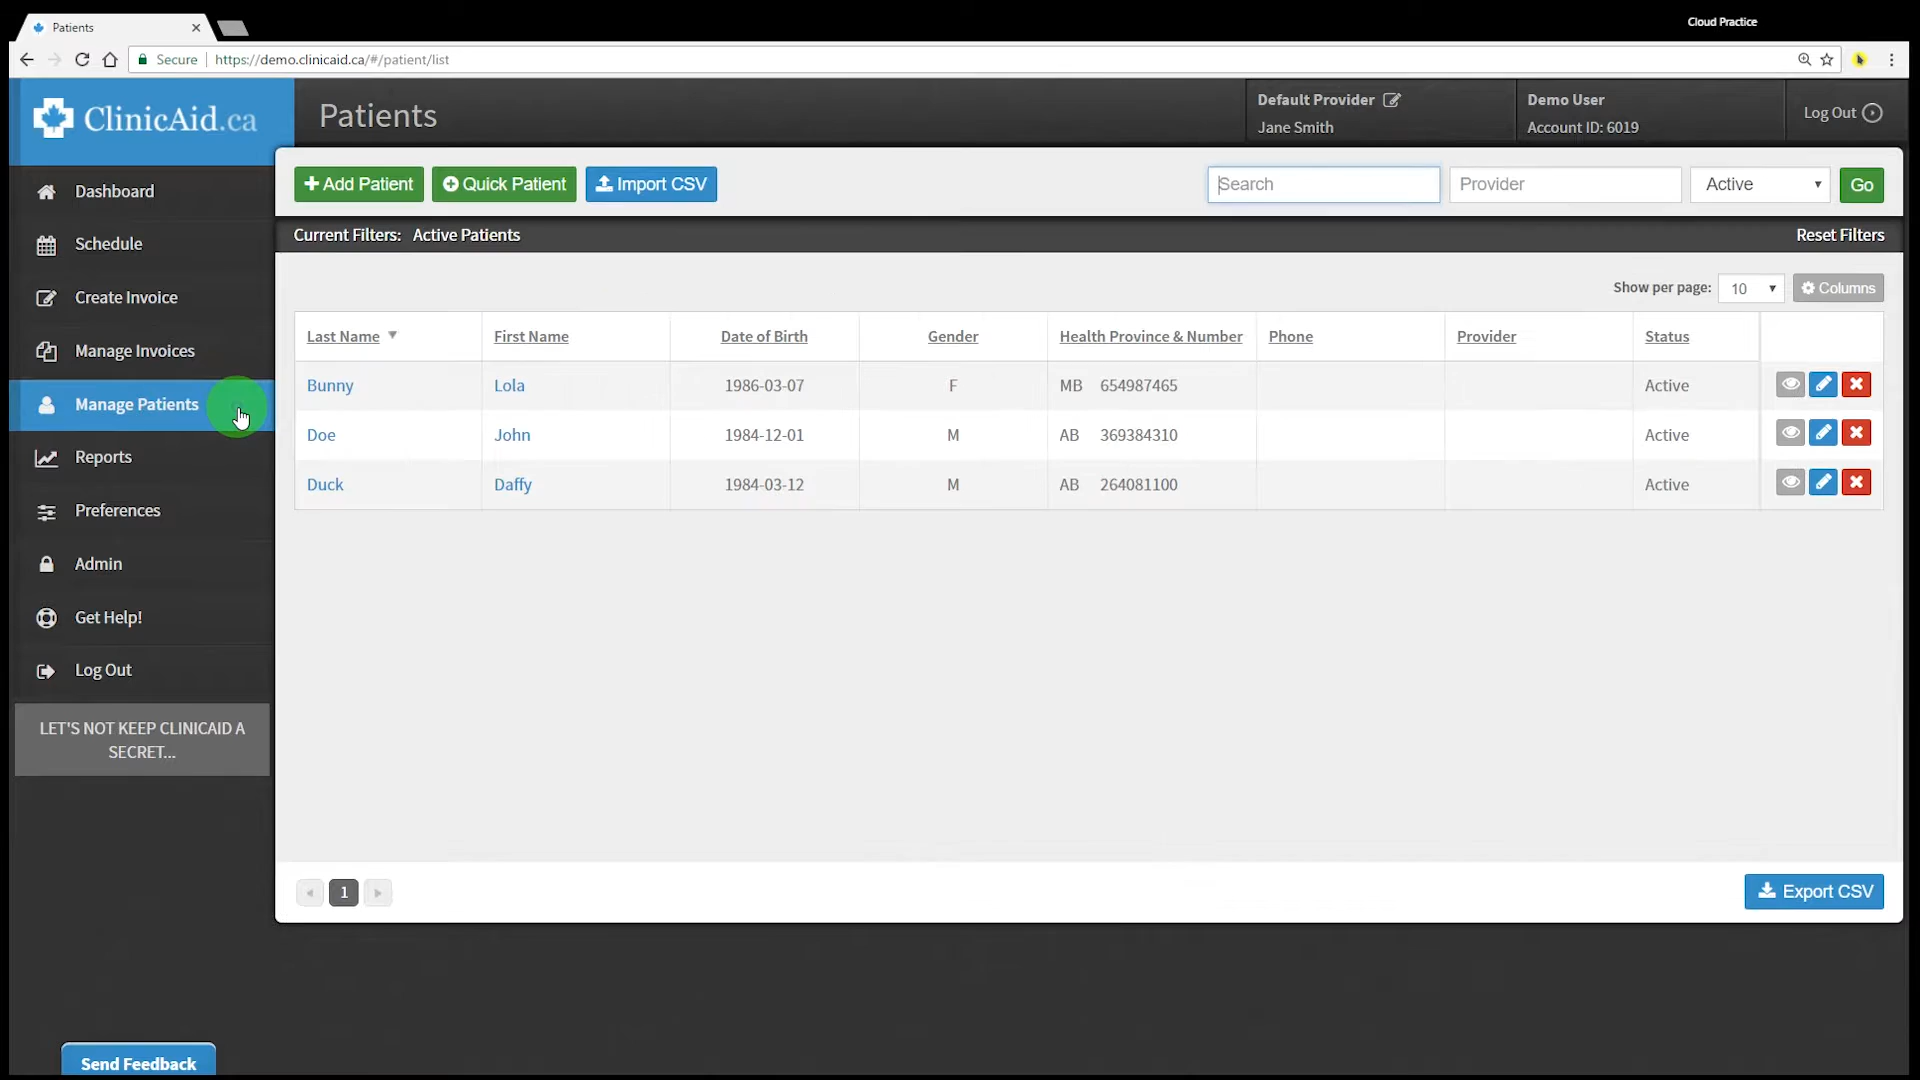 Patients
Cloud Practice
Secure https://demo.clinicaid.ca/#/patient/list
ClinicAid.ca
Patients
Default Provider
Jane Smith
Demo User
Account ID: 6019
Log Out
Dashboard
Schedule
Create Invoice
Manage Invoices
Manage Patients
Reports
Preferences
Admin
Get Help!
Log Out
LET'S NOT KEEP CLINICAID A
SECRET...
Send Feedback
Add Patient Quick Patient Import CSV Search Provider Active Go
Current Filters: Active Patients Reset Filters
Show per page: 10 Columns
Last Name First Name Date of Birth Gender Health Province & Number Phone Provider Status
Bunny Lola 1986-03-07 F MB 654987465 Active
Doe John 1984-12-01 M AB 369384310 Active
Duck Daffy 1984-03-12 M AB 264081100 Active
1 Export CSV